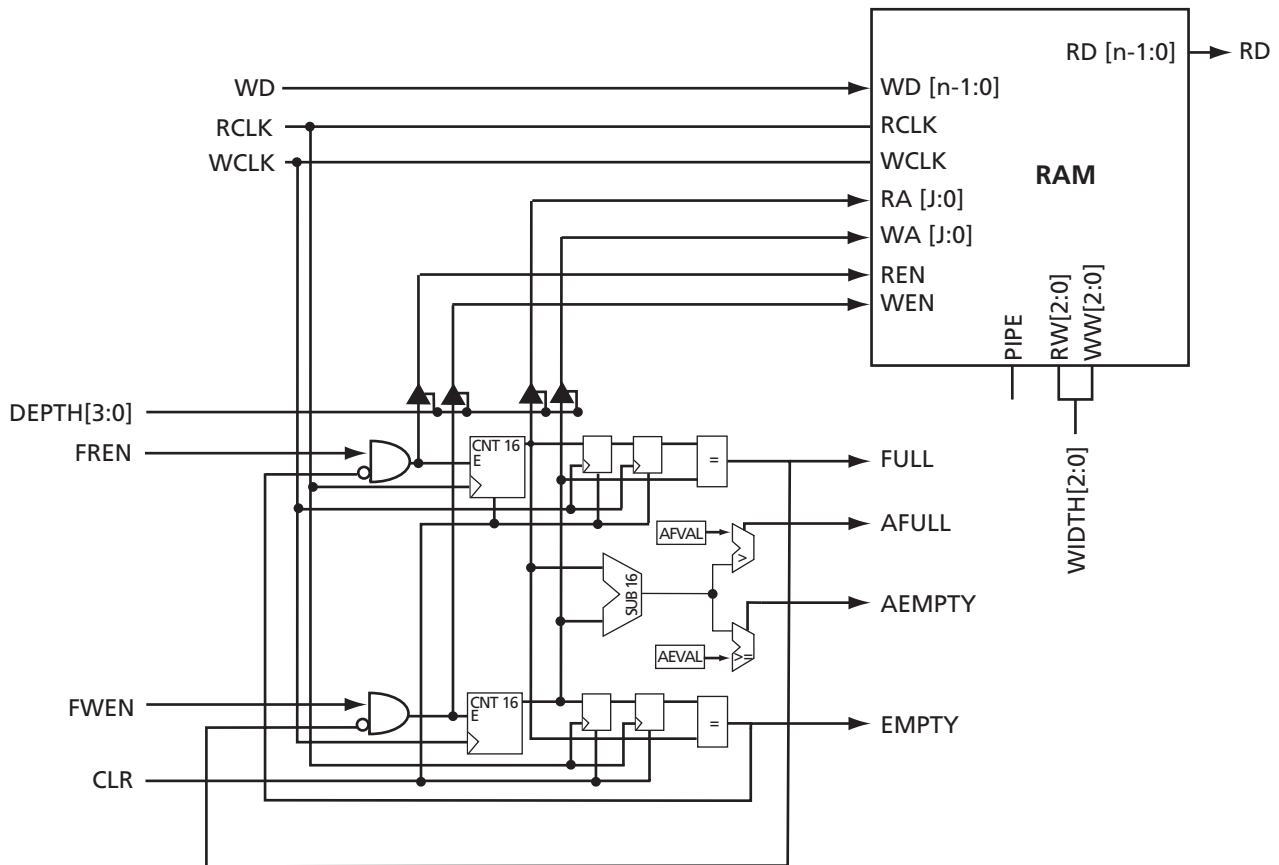 RD [n-1:0]
RD
WD
WD [n-1:0]
RCLK
RCLK
WCLK
WCLK
RAM
RA [J:0]
WA [J:0]
REN
WEN
PIPE
RW[2:0]
WW[2:0]
WIDTH[2:0]
DEPTH[3:0]
FREN
CNT 16
E
=
FULL
AFVAL
>
AFULL
SUB 16
AEMPTY
AEVAL
>=
FWEN
CNT 16
E
=
EMPTY
CLR